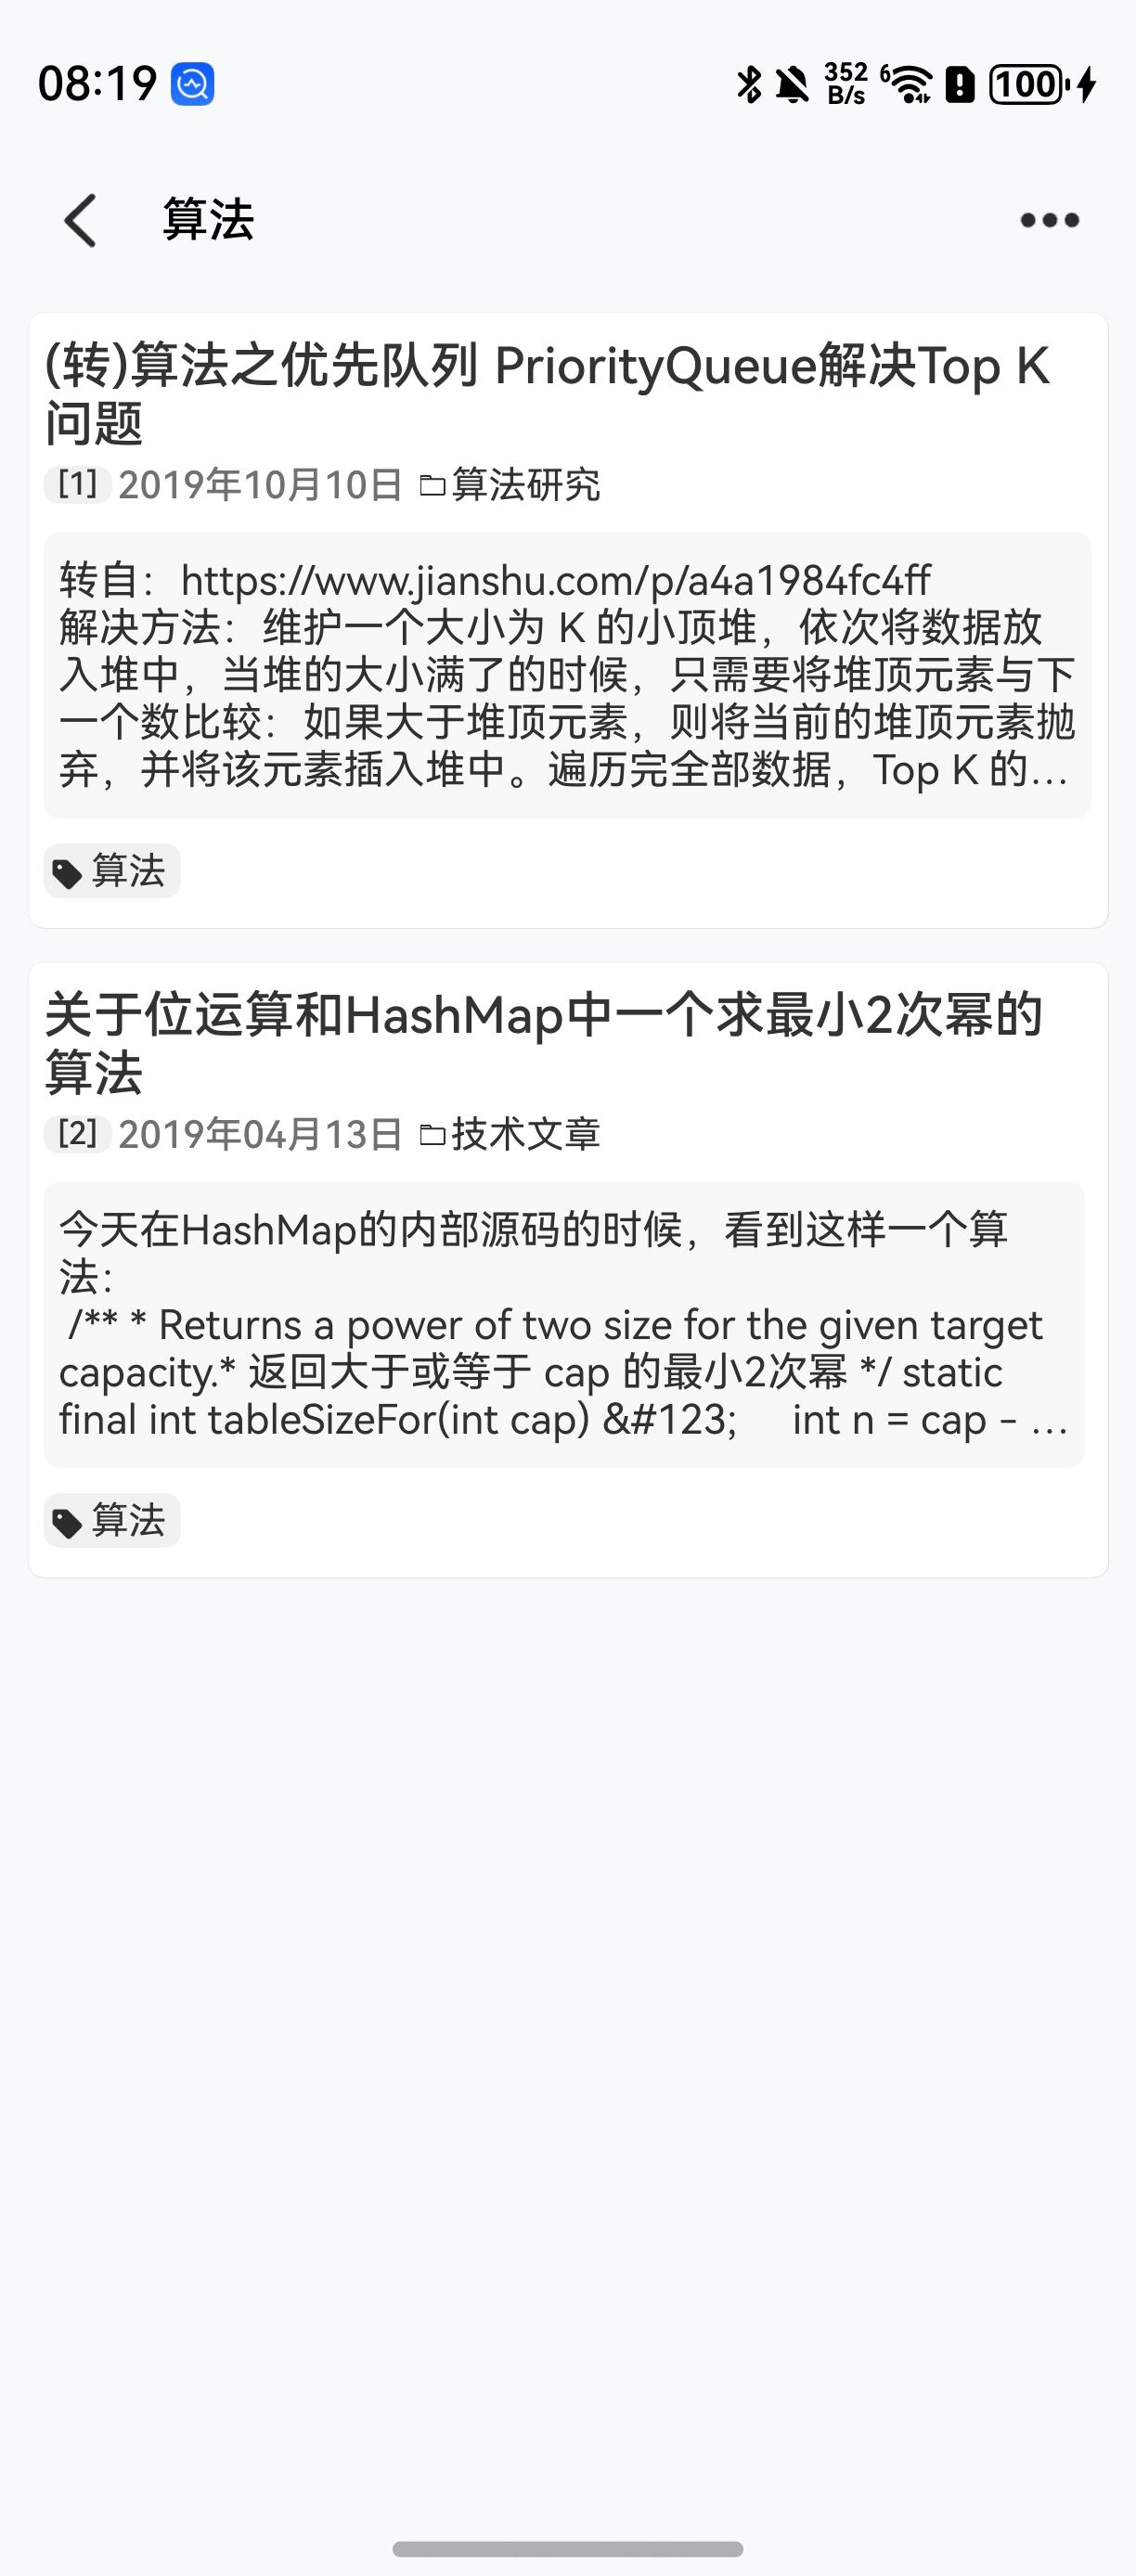 08:19
352
B/s
6
100
算法
(转)算法之优先队列 PriorityQueue解决Top K
问题
[1] 2019年10月10日 算法研究
转自：https://www.jianshu.com/p/a4a1984fc4ff
解决方法：维护一个大小为 K 的小顶堆，依次将数据放
入堆中，当堆的大小满了的时候，只需要将堆顶元素与下
一个数比较：如果大于堆顶元素，则将当前的堆顶元素抛
弃，并将该元素插入堆中。遍历完全部数据，Top K 的…
算法
关于位运算和HashMap中一个求最小2次幂的
算法
[2] 2019年04月13日 技术文章
今天在HashMap的内部源码的时候，看到这样一个算
法：
/** * Returns a power of two size for the given target
capacity.* 返回大于或等于 cap 的最小2次幂 */ static
final int tableSizeFor(int cap) &#123;     int n = cap - …
算法